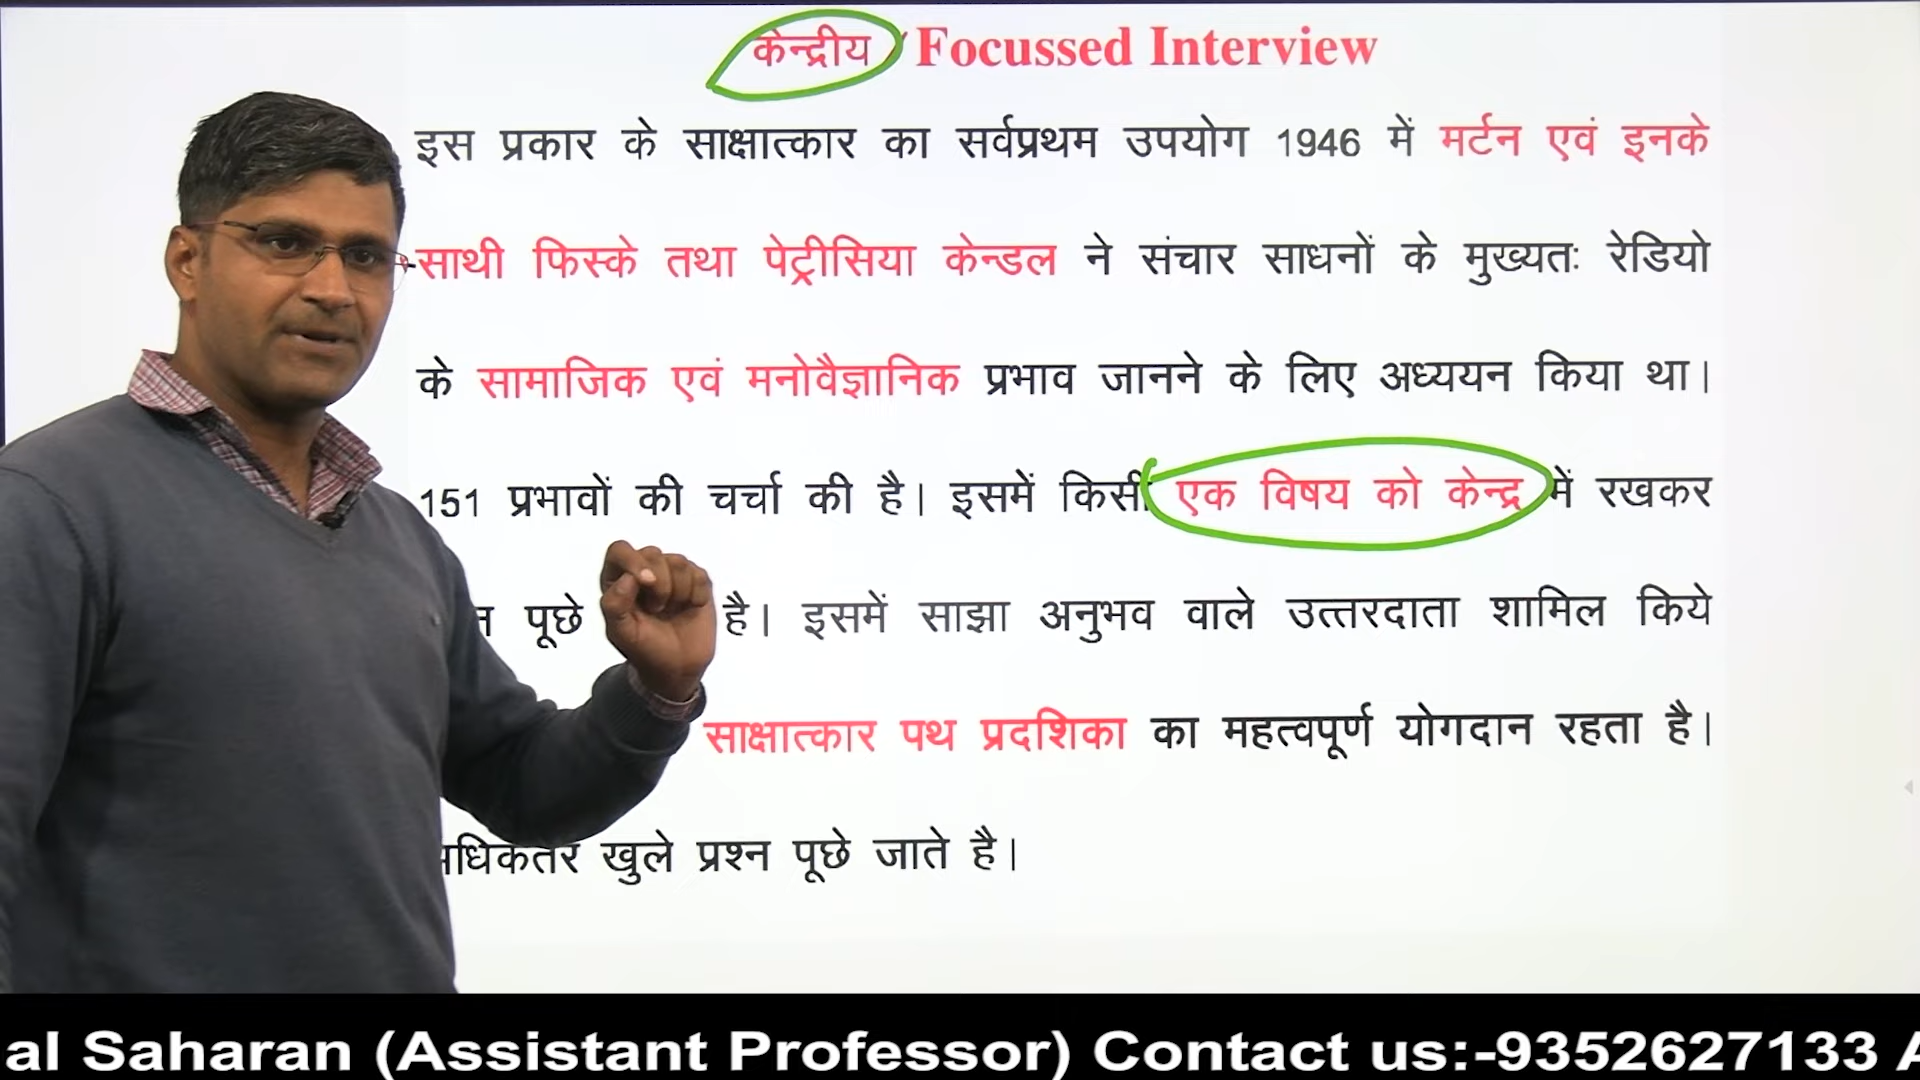 केन्द्रीय / Focussed Interview
इस प्रकार के साक्षात्कार का सर्वप्रथम उपयोग 1946 में मर्टन एवं इनके
साथी फिस्के तथा पेट्रीसिया केन्डल ने संचार साधनों के मुख्यतः रेडियो
के सामाजिक एवं मनोवैज्ञानिक प्रभाव जानने के लिए अध्ययन किया था।
151 प्रभावों की चर्चा की है। इसमें किसी एक विषय को केन्द्र में रखकर
पूछे है। इसमें साझा अनुभव वाले उत्तरदाता शामिल किये
साक्षात्कार पथ प्रदशिका का महत्वपूर्ण योगदान रहता है।
खुले प्रश्न पूछे जाते है।
al Saharan (Assistant Professor) Contact us:-9352627133 A